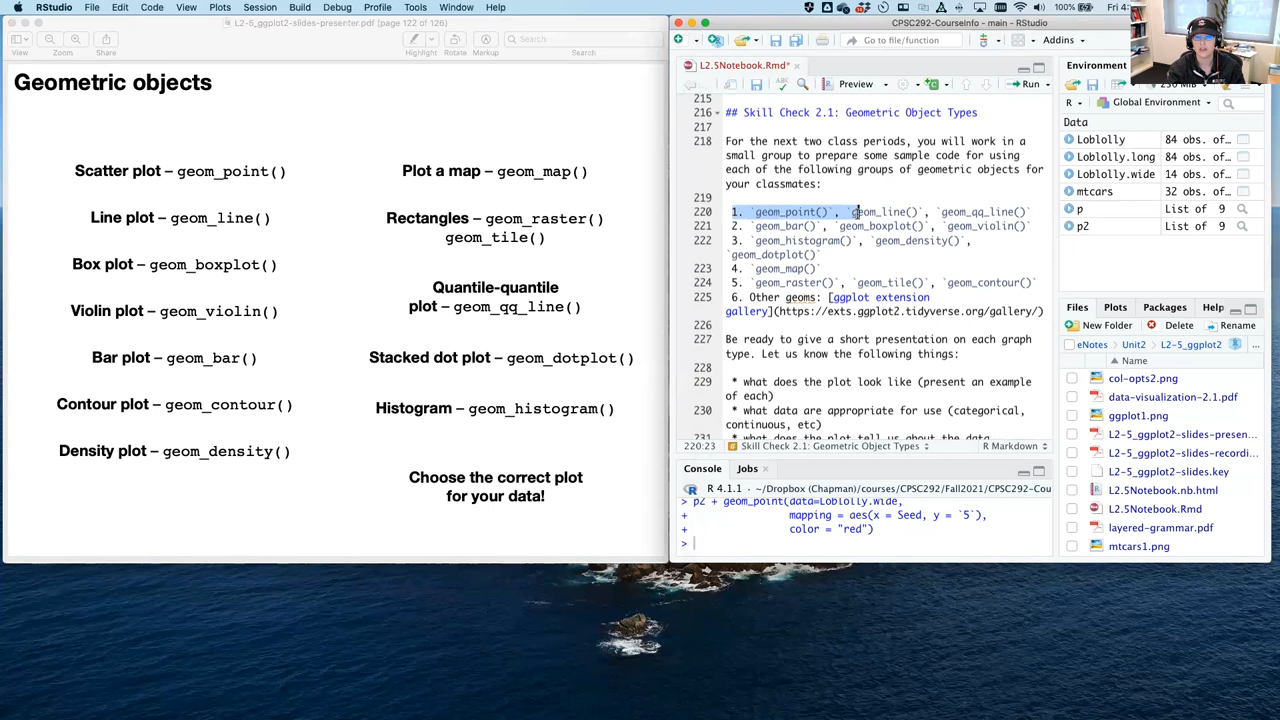 RStudio File Edit Code View Plots Session Build Debug Profile Tools Window Help
100%
Fri 4:
L2-5_ggplot2-slides-presenter.pdf (page 122 of 126)
View Zoom Share Highlight Rotate Markup Search
Search
Geometric objects
Scatter plot – geom_point()
Line plot – geom_line()
Box plot – geom_boxplot()
Violin plot – geom_violin()
Bar plot – geom_bar()
Contour plot – geom_contour()
Density plot – geom_density()
Plot a map – geom_map()
Rectangles – geom_raster()
geom_tile()
Quantile-quantile
plot – geom_qq_line()
Stacked dot plot – geom_dotplot()
Histogram – geom_histogram()
Choose the correct plot
for your data!
CPSC292-CourseInfo - main - RStudio
Go to file/function Addins
L2.5Notebook.Rmd*
ABC Preview Run
215
216 ## Skill Check 2.1: Geometric Object Types
217
218 For the next two class periods, you will work in a
small group to prepare some sample code for using
each of the following groups of geometric objects for
your classmates:
219
220 1. `geom_point()`, `geom_line()`, `geom_qq_line()`
221 2. `geom_bar()`, `geom_boxplot()`, `geom_violin()`
222 3. `geom_histogram()`, `geom_density()`,
`geom_dotplot()`
223 4. `geom_map()`
224 5. `geom_raster()`, `geom_tile()`, `geom_contour()`
225 6. Other geoms: [ggplot extension
gallery](https://exts.ggplot2.tidyverse.org/gallery/)
226
227 Be ready to give a short presentation on each graph
type. Let us know the following things:
228
229 * what does the plot look like (present an example
of each)
230 * what data are appropriate for use (categorical,
continuous, etc)
231 * what does the plot tell us about the data
220:23 Skill Check 2.1: Geometric Object Types R Markdown
Console Jobs
R 4.1.1 · ~/Dropbox (Chapman)/courses/CPSC292/Fall2021/CPSC292-Cou
> p2 + geom_point(data=Loblolly.wide,
+ mapping = aes(x = Seed, y = `5`),
+ color = "red")
>
Environment
230 MiB
R Global Environment
Data
Loblolly 84 obs. of…
Loblolly.long 84 obs. of…
Loblolly.wide 14 obs. of…
mtcars 32 obs. of…
p List of 9
p2 List of 9
Files Plots Packages Help
New Folder Delete Rename
eNotes Unit2 L2-5_ggplot2 ...
Name
col-opts2.png
data-visualization-2.1.pdf
ggplot1.png
L2-5_ggplot2-slides-presen...
L2-5_ggplot2-slides-recordi...
L2-5_ggplot2-slides.key
L2.5Notebook.nb.html
L2.5Notebook.Rmd
layered-grammar.pdf
mtcars1.png